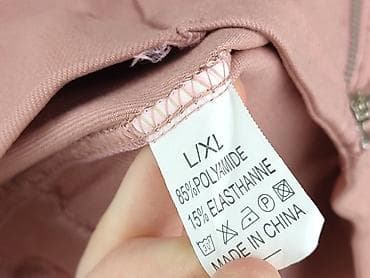 L/XL
85%POLYAMIDE
15%ELASTHANNE
MADE IN CHINA